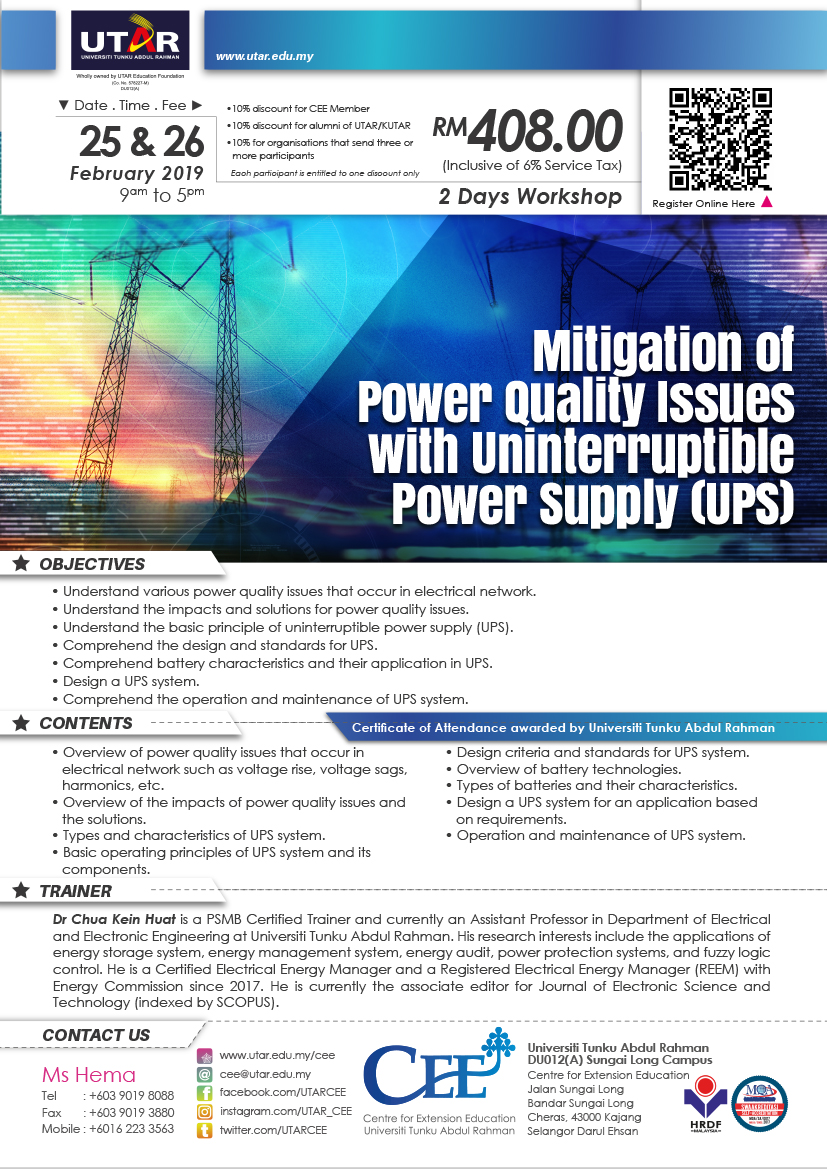 UTAR
UNIVERSITI TUNKU ABDUL RAHMAN
www.utar.edu.my
Wholly owned by UTAR Education Foundation
(Co. No. 578227-M)
DU012(A)
▼ Date . Time . Fee ►
25 & 26
February 2019
9am to 5pm
•10% discount for CEE Member
•10% discount for alumni of UTAR/KUTAR
•10% for organisations that send three or
more participants
Each participant is entitled to one discount only
RM408.00
(Inclusive of 6% Service Tax)
2 Days Workshop
Register Online Here ▲
Mitigation of
Power Quality Issues
with Uninterruptible
Power Supply (UPS)
★ OBJECTIVES
• Understand various power quality issues that occur in electrical network.
• Understand the impacts and solutions for power quality issues.
• Understand the basic principle of uninterruptible power supply (UPS).
• Comprehend the design and standards for UPS.
• Comprehend battery characteristics and their application in UPS.
• Design a UPS system.
• Comprehend the operation and maintenance of UPS system.
★ CONTENTS
Certificate of Attendance awarded by Universiti Tunku Abdul Rahman
• Overview of power quality issues that occur in
electrical network such as voltage rise, voltage sags,
harmonics, etc.
• Overview of the impacts of power quality issues and
the solutions.
• Types and characteristics of UPS system.
• Basic operating principles of UPS system and its
components.
• Design criteria and standards for UPS system.
• Overview of battery technologies.
• Types of batteries and their characteristics.
• Design a UPS system for an application based
on requirements.
• Operation and maintenance of UPS system.
★ TRAINER
Dr Chua Kein Huat is a PSMB Certified Trainer and currently an Assistant Professor in Department of Electrical
and Electronic Engineering at Universiti Tunku Abdul Rahman. His research interests include the applications of
energy storage system, energy management system, energy audit, power protection systems, and fuzzy logic
control. He is a Certified Electrical Energy Manager and a Registered Electrical Energy Manager (REEM) with
Energy Commission since 2017. He is currently the associate editor for Journal of Electronic Science and
Technology (indexed by SCOPUS).
CONTACT US
Ms Hema
Tel : +603 9019 8088
Fax : +603 9019 3880
Mobile : +6016 223 3563
www.utar.edu.my/cee
cee@utar.edu.my
facebook.com/UTARCEE
instagram.com/UTAR_CEE
twitter.com/UTARCEE
CEE
Centre for Extension Education
Universiti Tunku Abdul Rahman
Universiti Tunku Abdul Rahman
DU012(A) Sungai Long Campus
Centre for Extension Education
Jalan Sungai Long
Bandar Sungai Long
Cheras, 43000 Kajang
Selangor Darul Ehsan
HRDF
MALAYSIA
MQA
SWAAKREDITASI